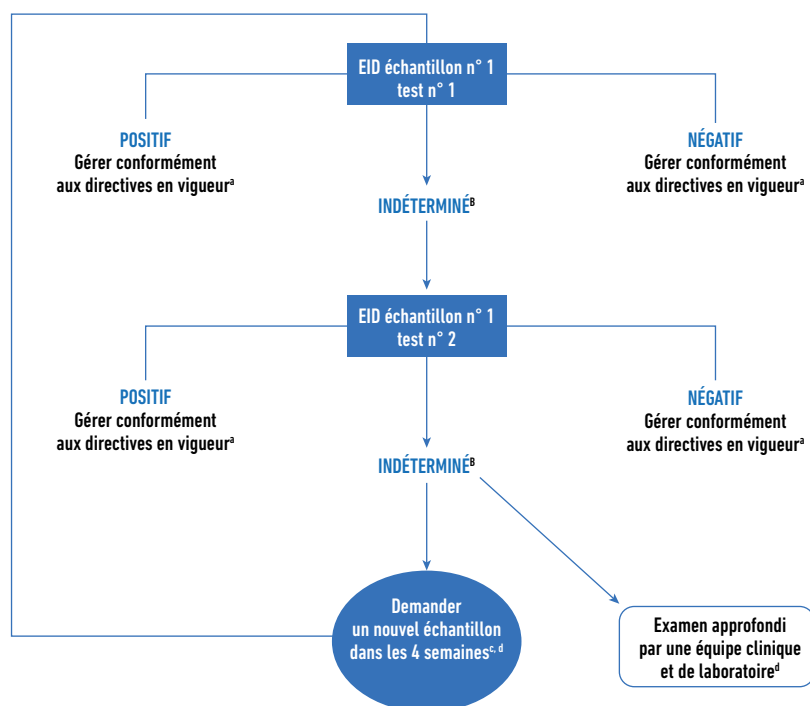 EID échantillon n° 1
test n° 1
POSITIF
Gérer conformément
aux directives en vigueurᵃ
NÉGATIF
Gérer conformément
aux directives en vigueurᵃ
INDÉTERMINÉᴮ
EID échantillon n° 1
test n° 2
POSITIF
Gérer conformément
aux directives en vigueurᵃ
NÉGATIF
Gérer conformément
aux directives en vigueurᵃ
INDÉTERMINÉᴮ
Demander
un nouvel échantillon
dans les 4 semainesᶜ, ᵈ
Examen approfondi
par une équipe clinique
et de laboratoireᵈ